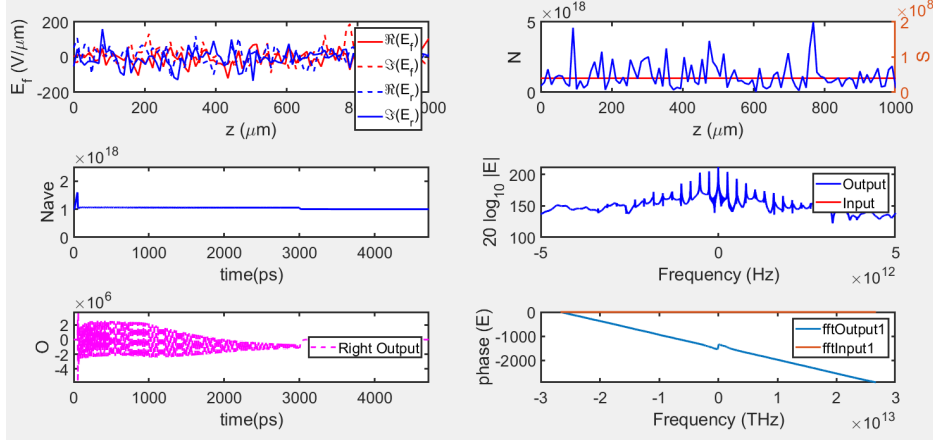 200
0
-200
E_f (V/μm)
0 200 400 600 8 000
z (μm)
ℜ(E_f)
ℑ(E_f)
ℜ(E_r)
ℑ(E_r)
×10^18
5
0
N
×10^8
2
1
0
S
0 200 400 600 800 1000
z (μm)
×10^18
2
1
0
Nave
0 1000 2000 3000 4000
time(ps)
200
150
100
20 log_10 |E|
Output
Input
-5 0 5
Frequency (Hz)
×10^12
×10^6
2
0
-2
-4
O
Right Output
0 1000 2000 3000 4000
time(ps)
0
-1000
-2000
phase (E)
fftOutput1
fftInput1
-3 -2 -1 0 1 2 3
Frequency (THz)
×10^13